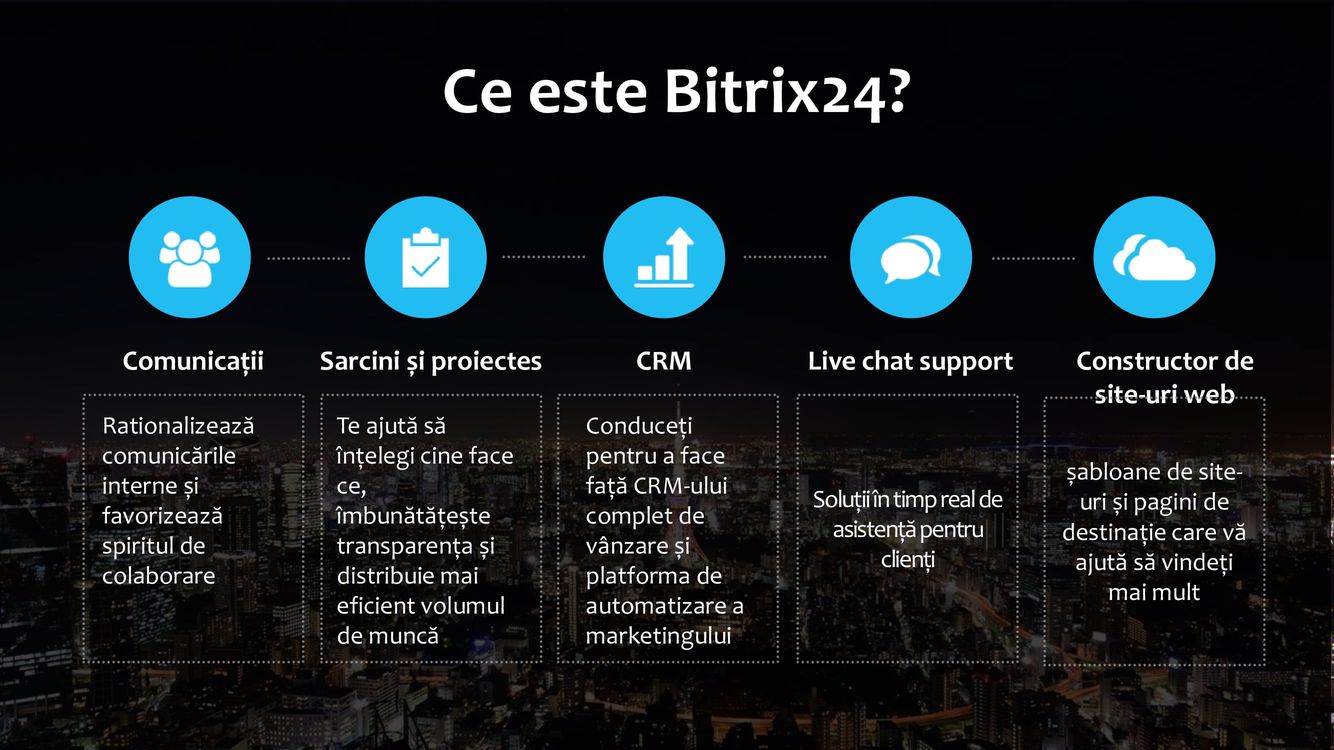 Ce este Bitrix24?
Comunicații
Rationalizează
comunicările
interne și
favorizează
spiritul de
colaborare
Sarcini și proiectes
Te ajută să
înțelegi cine face
ce,
îmbunătățește
transparența și
distribuie mai
eficient volumul
de muncă
CRM
Conduceți
pentru a face
față CRM-ului
complet de
vânzare și
platforma de
automatizare a
marketingului
Live chat support
Soluții în timp real de
asistență pentru
clienți
Constructor de
site-uri web
șabloane de site-
uri și pagini de
destinație care vă
ajută să vindeți
mai mult